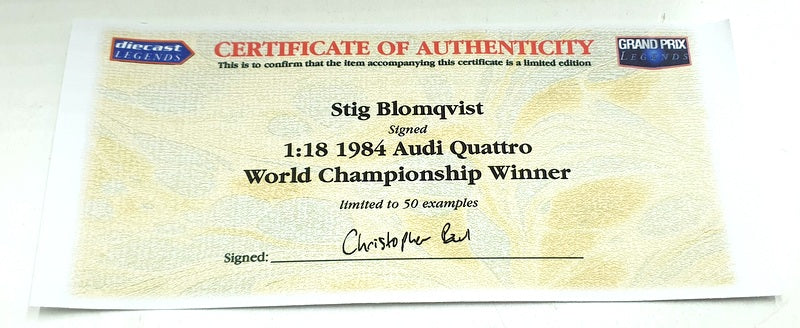 diecast
LEGENDS
CERTIFICATE OF AUTHENTICITY
This is to confirm that the item accompanying this certificate is a limited edition
GRAND PRIX
LEGENDS
Stig Blomqvist
Signed
1:18 1984 Audi Quattro
World Championship Winner
limited to 50 examples
Christopher
Signed: